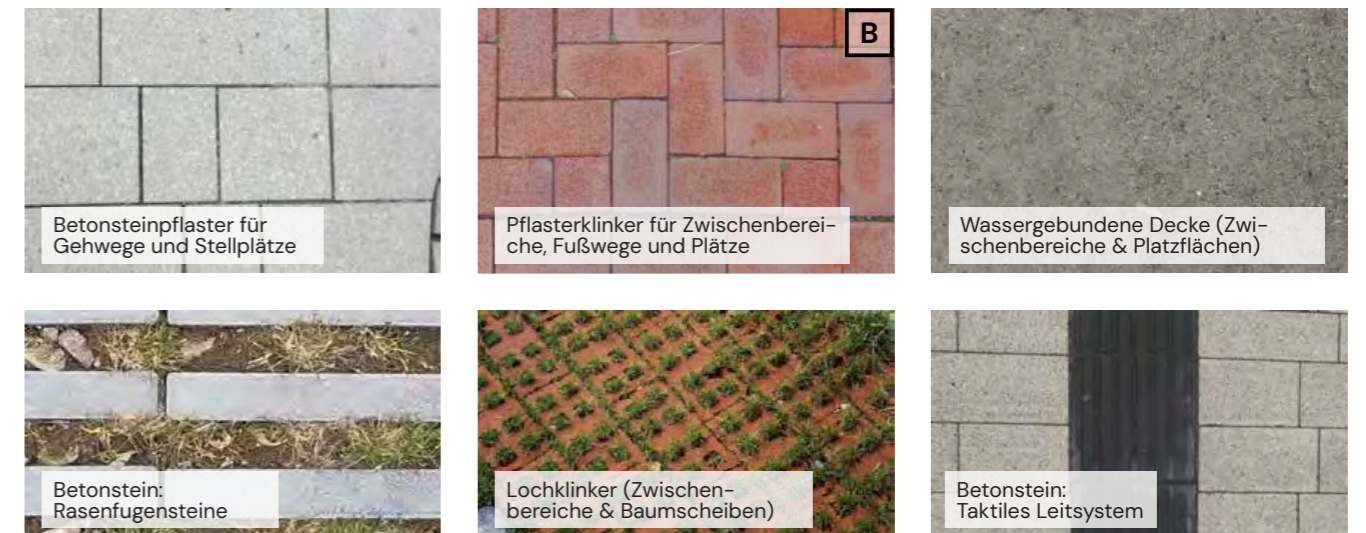 B
Betonsteinpflaster für
Gehwege und Stellplätze
Pflasterklinker für Zwischenberei-
che, Fußwege und Plätze
Wassergebundene Decke (Zwi-
schenbereiche & Platzflächen)
Betonstein:
Rasenfugensteine
Lochklinker (Zwischen-
bereiche & Baumscheiben)
Betonstein:
Taktiles Leitsystem